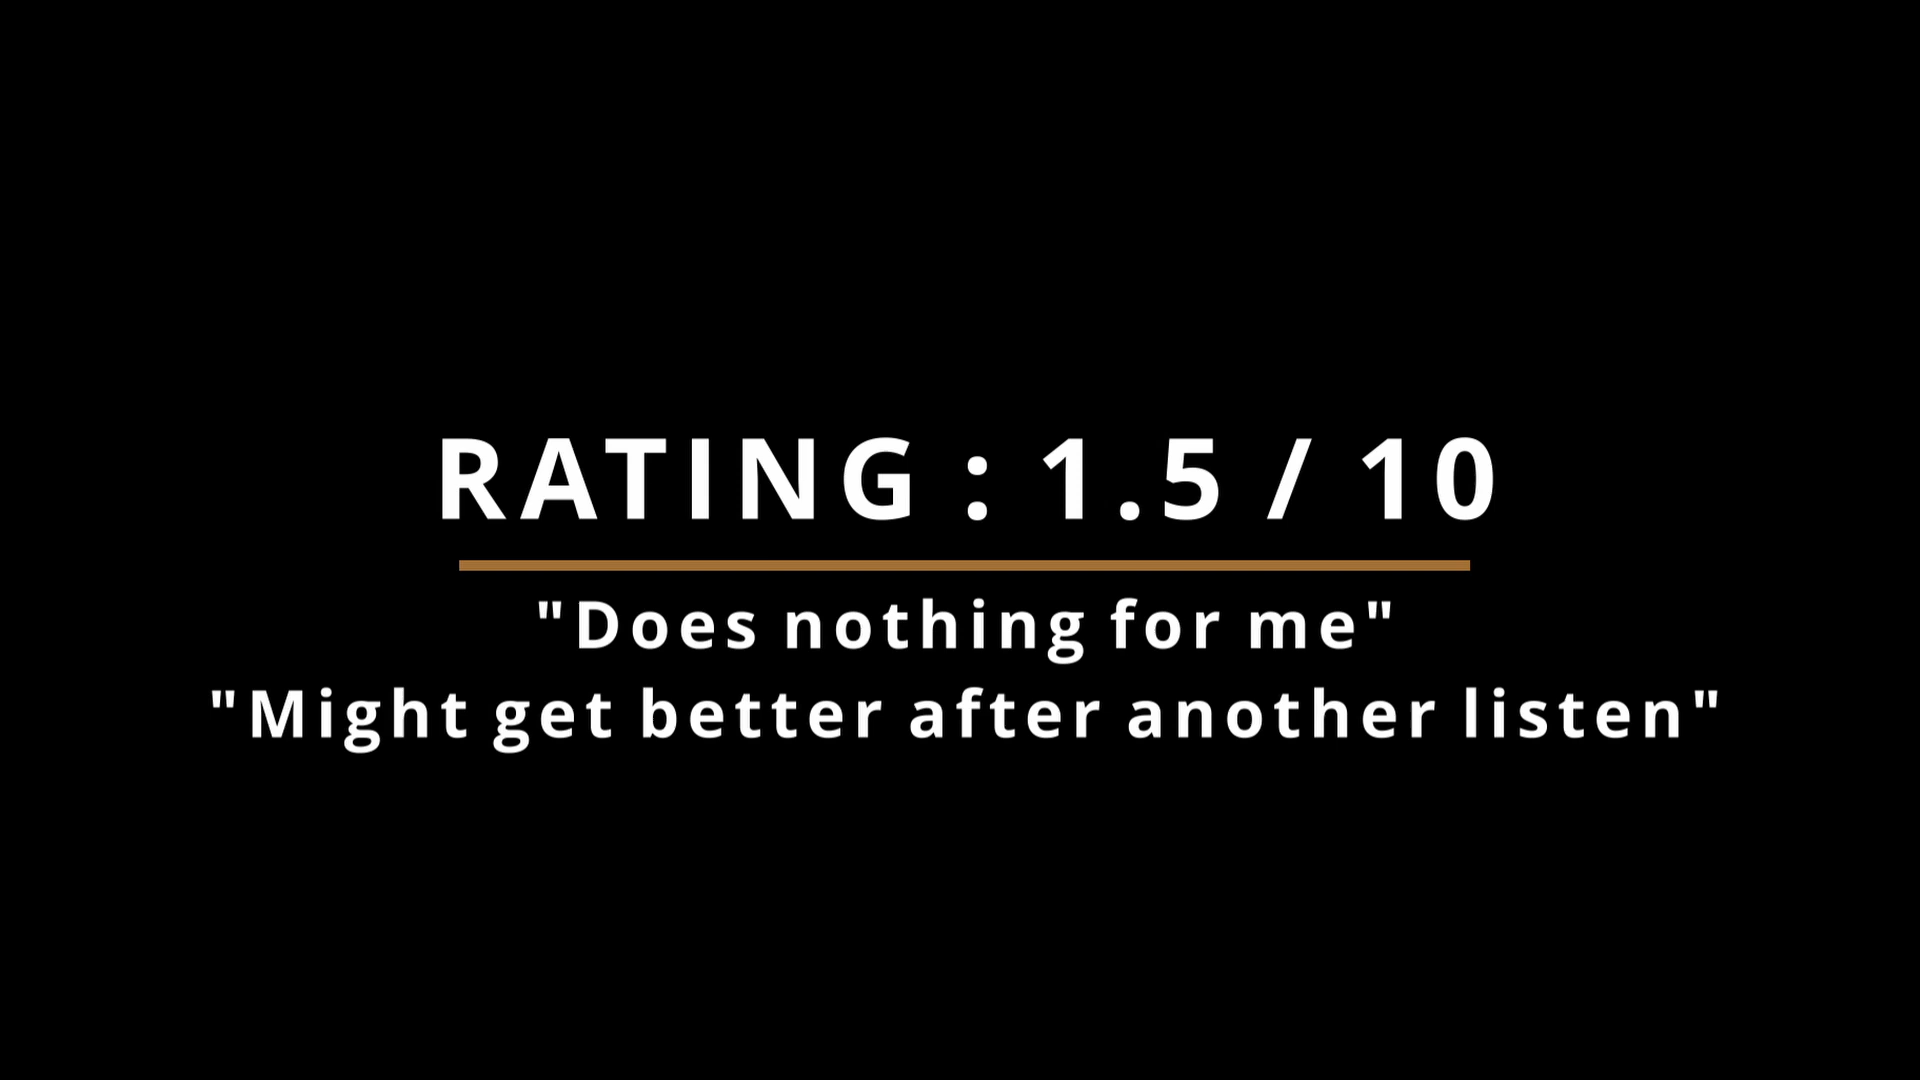 RATING : 1.5 / 10
"Does nothing for me"
"Might get better after another listen"